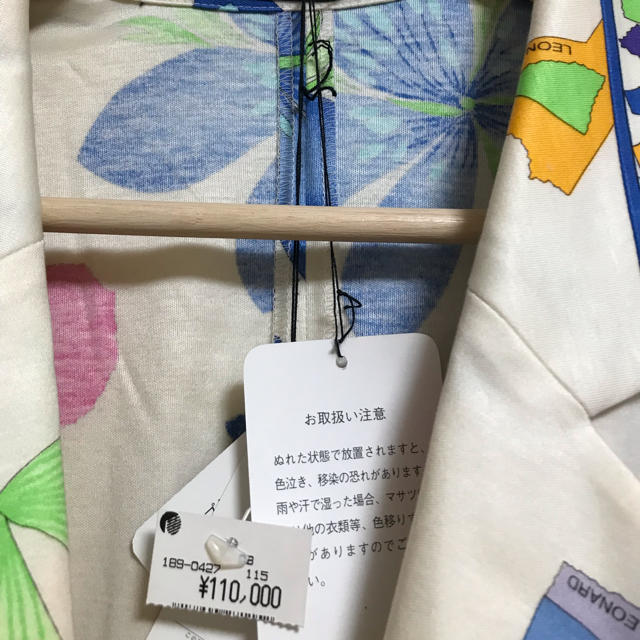 LEONARD
お取扱い注意
ぬれた状態で放置されますと、
色泣き、移染の恐れがあります
雨や汗で湿った場合、マサツ
他の衣類等、色移りす
がありますのでご
い。
189-0427
115
¥110,000
LEONARD